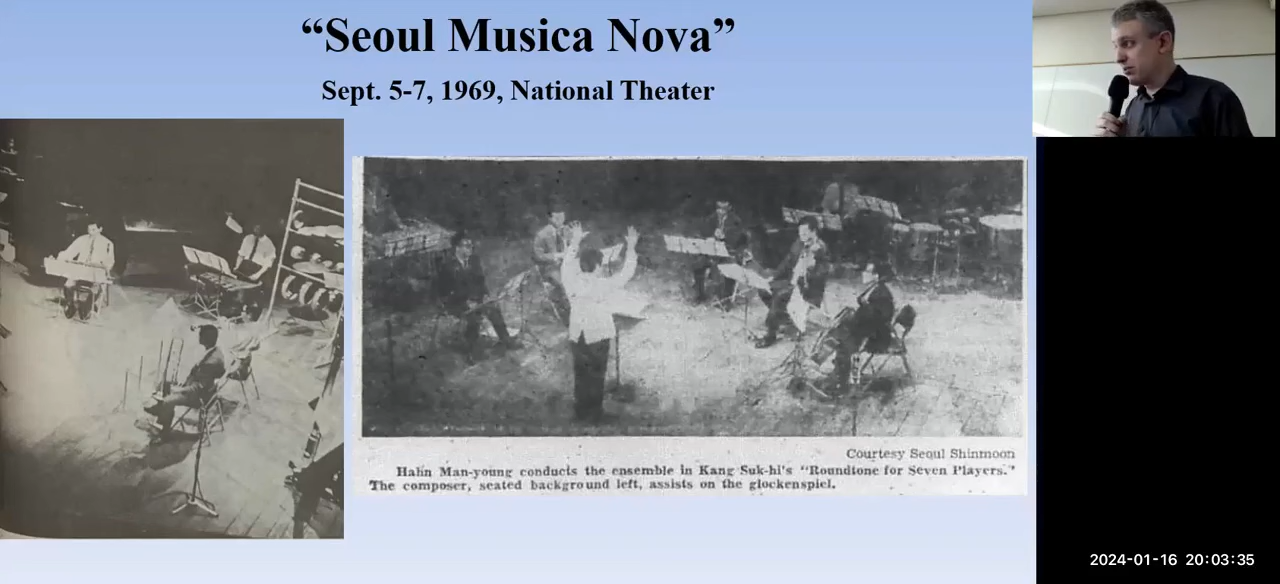 “Seoul Musica Nova”
Sept. 5-7, 1969, National Theater
Courtesy Seoul Shinmoon
Hahn Man-young conducts the ensemble in Kang Suk-hi's “Roundtone for Seven Players.”
The composer, seated background left, assists on the glockenspiel.
2024-01-16 20:03:35